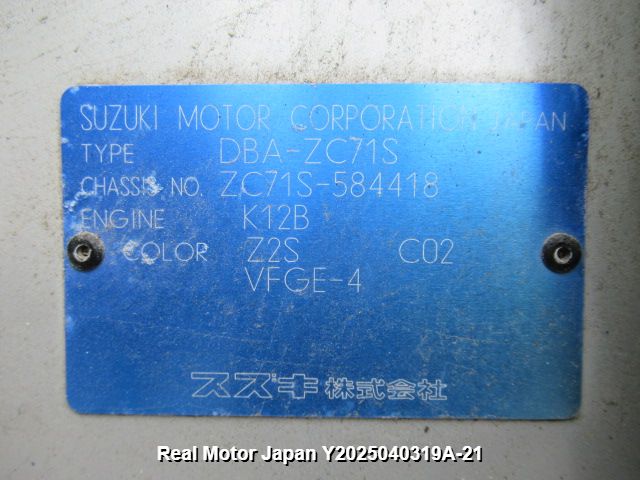 SUZUKI MOTOR CORPORATION JAPAN
TYPE DBA-ZC71S
CHASSIS NO. ZC71S-584418
ENGINE K12B
COLOR Z2S C02
VFGE-4
スズキ株式会社
Real Motor Japan Y2025040319A-21